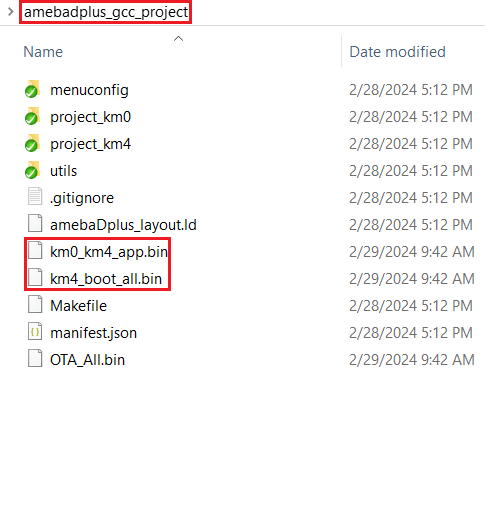 amebadplus_gcc_project
Name
menuconfig 2/28/2024 5:12 PM
project_km0 2/28/2024 5:12 PM
project_km4 2/28/2024 5:12 PM
utils 2/28/2024 5:12 PM
.gitignore 2/28/2024 5:12 PM
amebaDplus_layout.ld 2/28/2024 5:12 PM
km0_km4_app.bin 2/29/2024 9:42 AM
km4_boot_all.bin 2/29/2024 9:42 AM
Makefile 2/28/2024 5:12 PM
manifest.json 2/28/2024 5:12 PM
OTA_All.bin 2/29/2024 9:42 AM